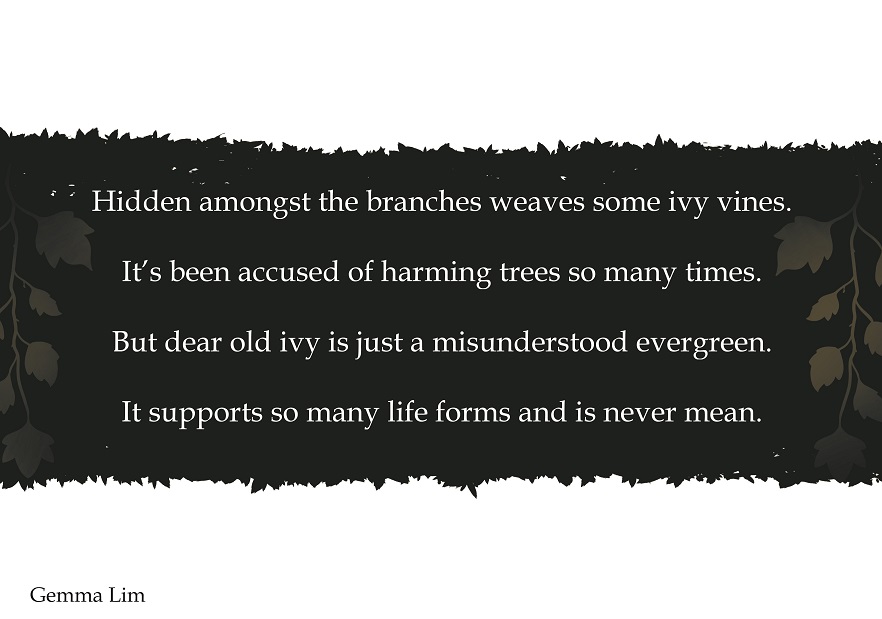 Hidden amongst the branches weaves some ivy vines.
It’s been accused of harming trees so many times.
But dear old ivy is just a misunderstood evergreen.
It supports so many life forms and is never mean.
Gemma Lim